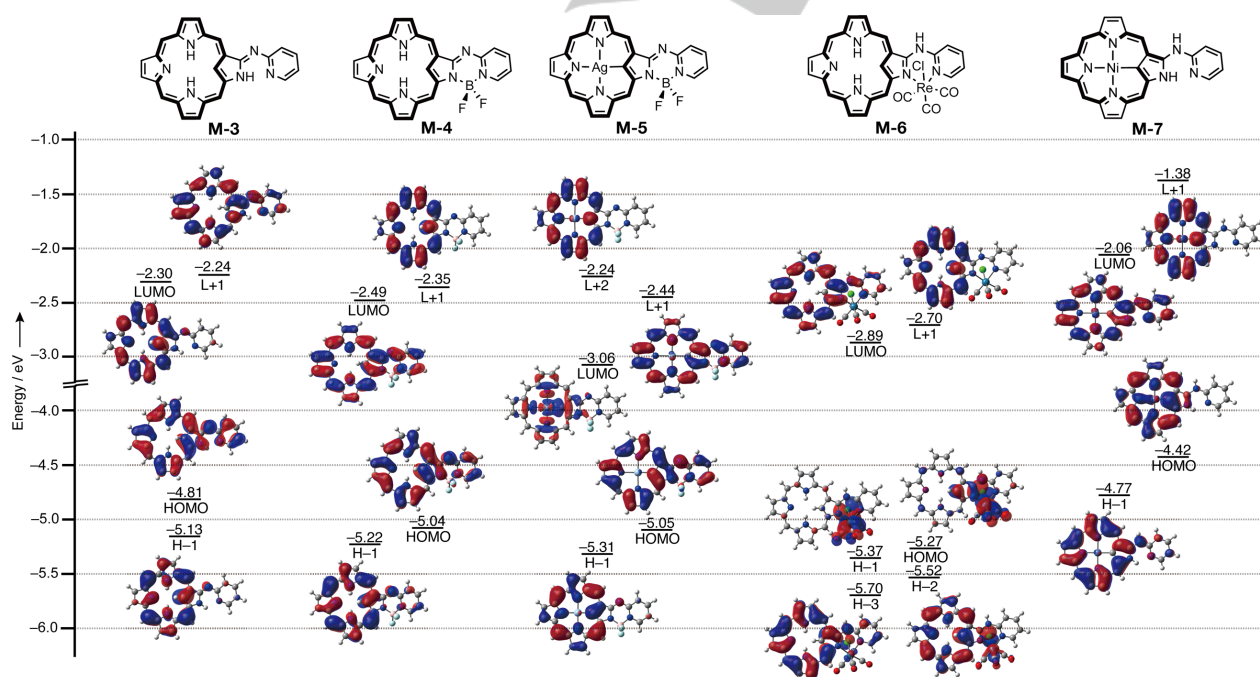 N
H
N
H
N
N
NH
N
N
M-3
N
H
N
H
N
N
N
N
N
B
F
F
M-4
N
N
Ag
N
N
N
N
B
F
F
M-5
N
H
H
N
N
H
N
Cl
N
N
N
Re
OC
CO
CO
M-6
N
N
Ni
N
H
N
NH
N
M-7
Energy / eV
−1.0
−1.5
−2.0
−2.5
−3.0
−4.0
−4.5
−5.0
−5.5
−6.0
−2.30
LUMO
−2.24
L+1
−4.81
HOMO
−5.13
H−1
−2.49
LUMO
−2.35
L+1
−5.04
HOMO
−5.22
H−1
−2.24
L+2
−2.44
L+1
−3.06
LUMO
−5.05
HOMO
−5.31
H−1
−2.89
LUMO
−2.70
L+1
−5.37
H−1
−5.27
HOMO
−5.52
H−2
−5.70
H−3
−1.38
L+1
−2.06
LUMO
−4.42
HOMO
−4.77
H−1